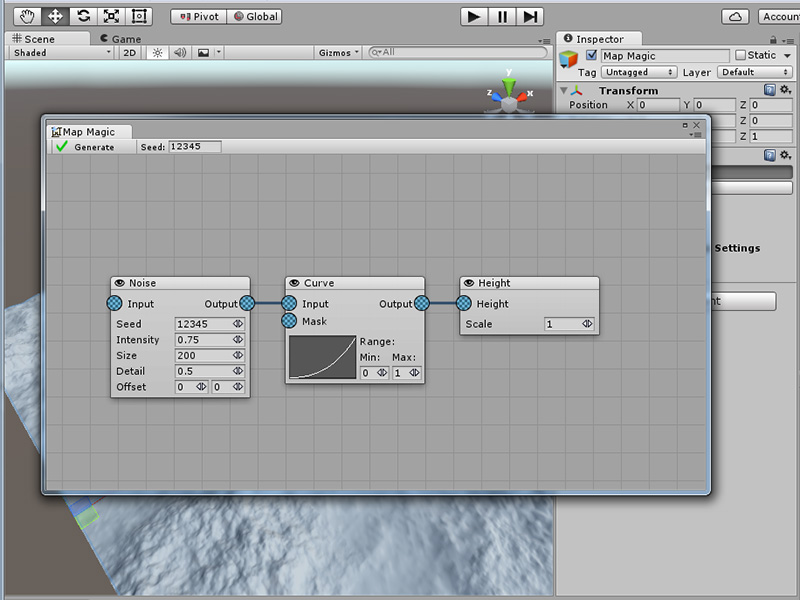 Pivot Global Account
Scene Game Inspector
Shaded 2D Gizmos All
Map Magic Static
Tag Untagged Layer Default
Transform
Position X 0 Y 0 Z 0
Z 0
Z 1
Map Magic
Generate Seed: 12345
Settings
Noise Curve Height
Input Output Input Output Height
Mask
Seed 12345 Scale 1
Intensity 0.75 Range:
Size 200 Min: Max:
Detail 0.5 0 1
Offset 0 0